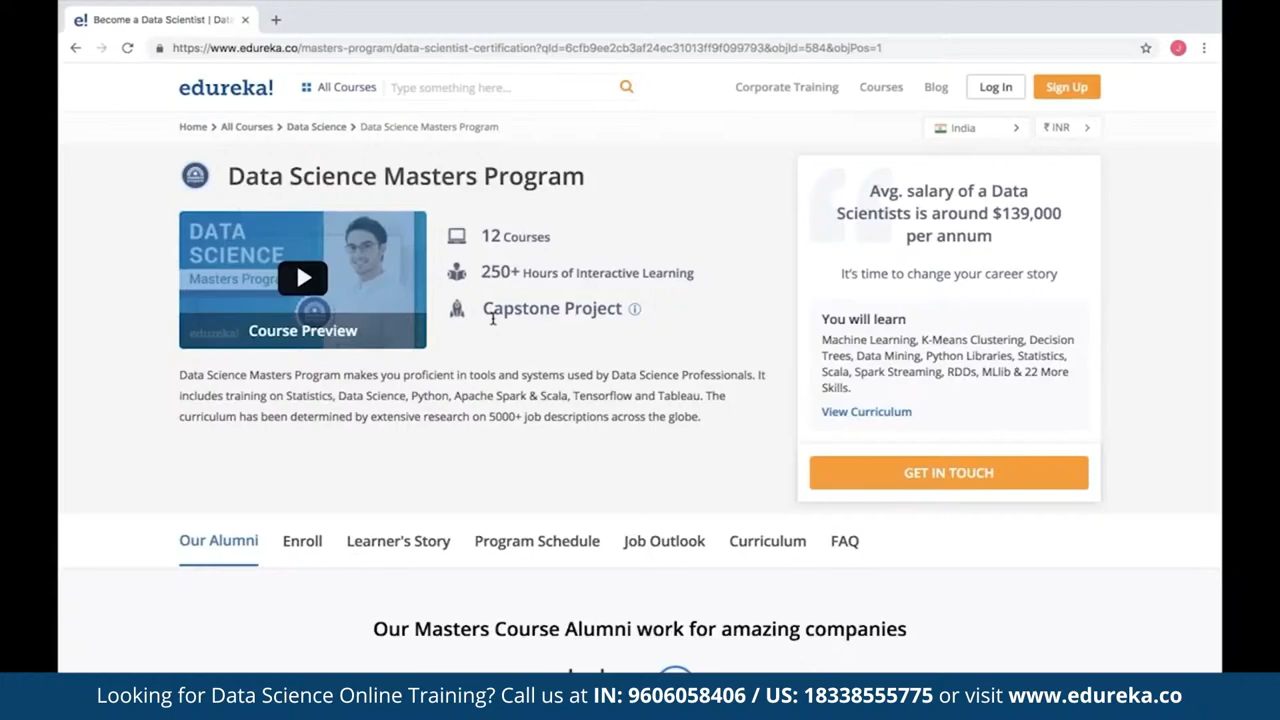 e! Become a Data Scientist | Data
https://www.edureka.co/masters-program/data-scientist-certification?qId=6cfb9ee2cb3af24ec31013ff9f099793&objId=584&objPos=1
J
edureka!
All Courses
Type something here...
Corporate Training
Courses
Blog
Log In
Sign Up
Home > All Courses > Data Science > Data Science Masters Program
India
₹ INR
Data Science Masters Program
DATA
SCIENCE
Masters Progra
edureka!
Course Preview
12 Courses
250+ Hours of Interactive Learning
Capstone Project
Data Science Masters Program makes you proficient in tools and systems used by Data Science Professionals. It
includes training on Statistics, Data Science, Python, Apache Spark & Scala, Tensorflow and Tableau. The
curriculum has been determined by extensive research on 5000+ job descriptions across the globe.
Avg. salary of a Data
Scientists is around $139,000
per annum
It's time to change your career story
You will learn
Machine Learning, K-Means Clustering, Decision
Trees, Data Mining, Python Libraries, Statistics,
Scala, Spark Streaming, RDDs, MLlib & 22 More
Skills.
View Curriculum
GET IN TOUCH
Our Alumni
Enroll
Learner's Story
Program Schedule
Job Outlook
Curriculum
FAQ
Our Masters Course Alumni work for amazing companies
Looking for Data Science Online Training? Call us at IN: 9606058406 / US: 18338555775 or visit www.edureka.co